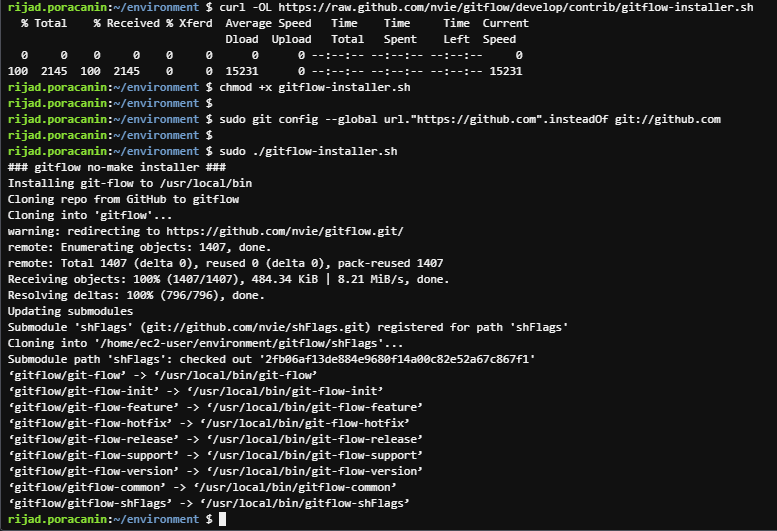 rijad.poracanin:~/environment $ curl -OL https://raw.github.com/nvie/gitflow/develop/contrib/gitflow-installer.sh
  % Total    % Received % Xferd  Average Speed   Time    Time     Time  Current
                                 Dload  Upload   Total   Spent    Left  Speed
  0     0    0     0    0     0      0      0 --:--:-- --:--:-- --:--:--     0
100  2145  100  2145    0     0  15231      0 --:--:-- --:--:-- --:--:-- 15231
rijad.poracanin:~/environment $ chmod +x gitflow-installer.sh
rijad.poracanin:~/environment $
rijad.poracanin:~/environment $ sudo git config --global url."https://github.com".insteadOf git://github.com
rijad.poracanin:~/environment $
rijad.poracanin:~/environment $ sudo ./gitflow-installer.sh
### gitflow no-make installer ###
Installing git-flow to /usr/local/bin
Cloning repo from GitHub to gitflow
Cloning into 'gitflow'...
warning: redirecting to https://github.com/nvie/gitflow.git/
remote: Enumerating objects: 1407, done.
remote: Total 1407 (delta 0), reused 0 (delta 0), pack-reused 1407
Receiving objects: 100% (1407/1407), 484.34 KiB | 8.21 MiB/s, done.
Resolving deltas: 100% (796/796), done.
Updating submodules
Submodule 'shFlags' (git://github.com/nvie/shFlags.git) registered for path 'shFlags'
Cloning into '/home/ec2-user/environment/gitflow/shFlags'...
Submodule path 'shFlags': checked out '2fb06af13de884e9680f14a00c82e52a67c867f1'
‘gitflow/git-flow’ -> ‘/usr/local/bin/git-flow’
‘gitflow/git-flow-init’ -> ‘/usr/local/bin/git-flow-init’
‘gitflow/git-flow-feature’ -> ‘/usr/local/bin/git-flow-feature’
‘gitflow/git-flow-hotfix’ -> ‘/usr/local/bin/git-flow-hotfix’
‘gitflow/git-flow-release’ -> ‘/usr/local/bin/git-flow-release’
‘gitflow/git-flow-support’ -> ‘/usr/local/bin/git-flow-support’
‘gitflow/git-flow-version’ -> ‘/usr/local/bin/git-flow-version’
‘gitflow/gitflow-common’ -> ‘/usr/local/bin/gitflow-common’
‘gitflow/gitflow-shFlags’ -> ‘/usr/local/bin/gitflow-shFlags’
rijad.poracanin:~/environment $